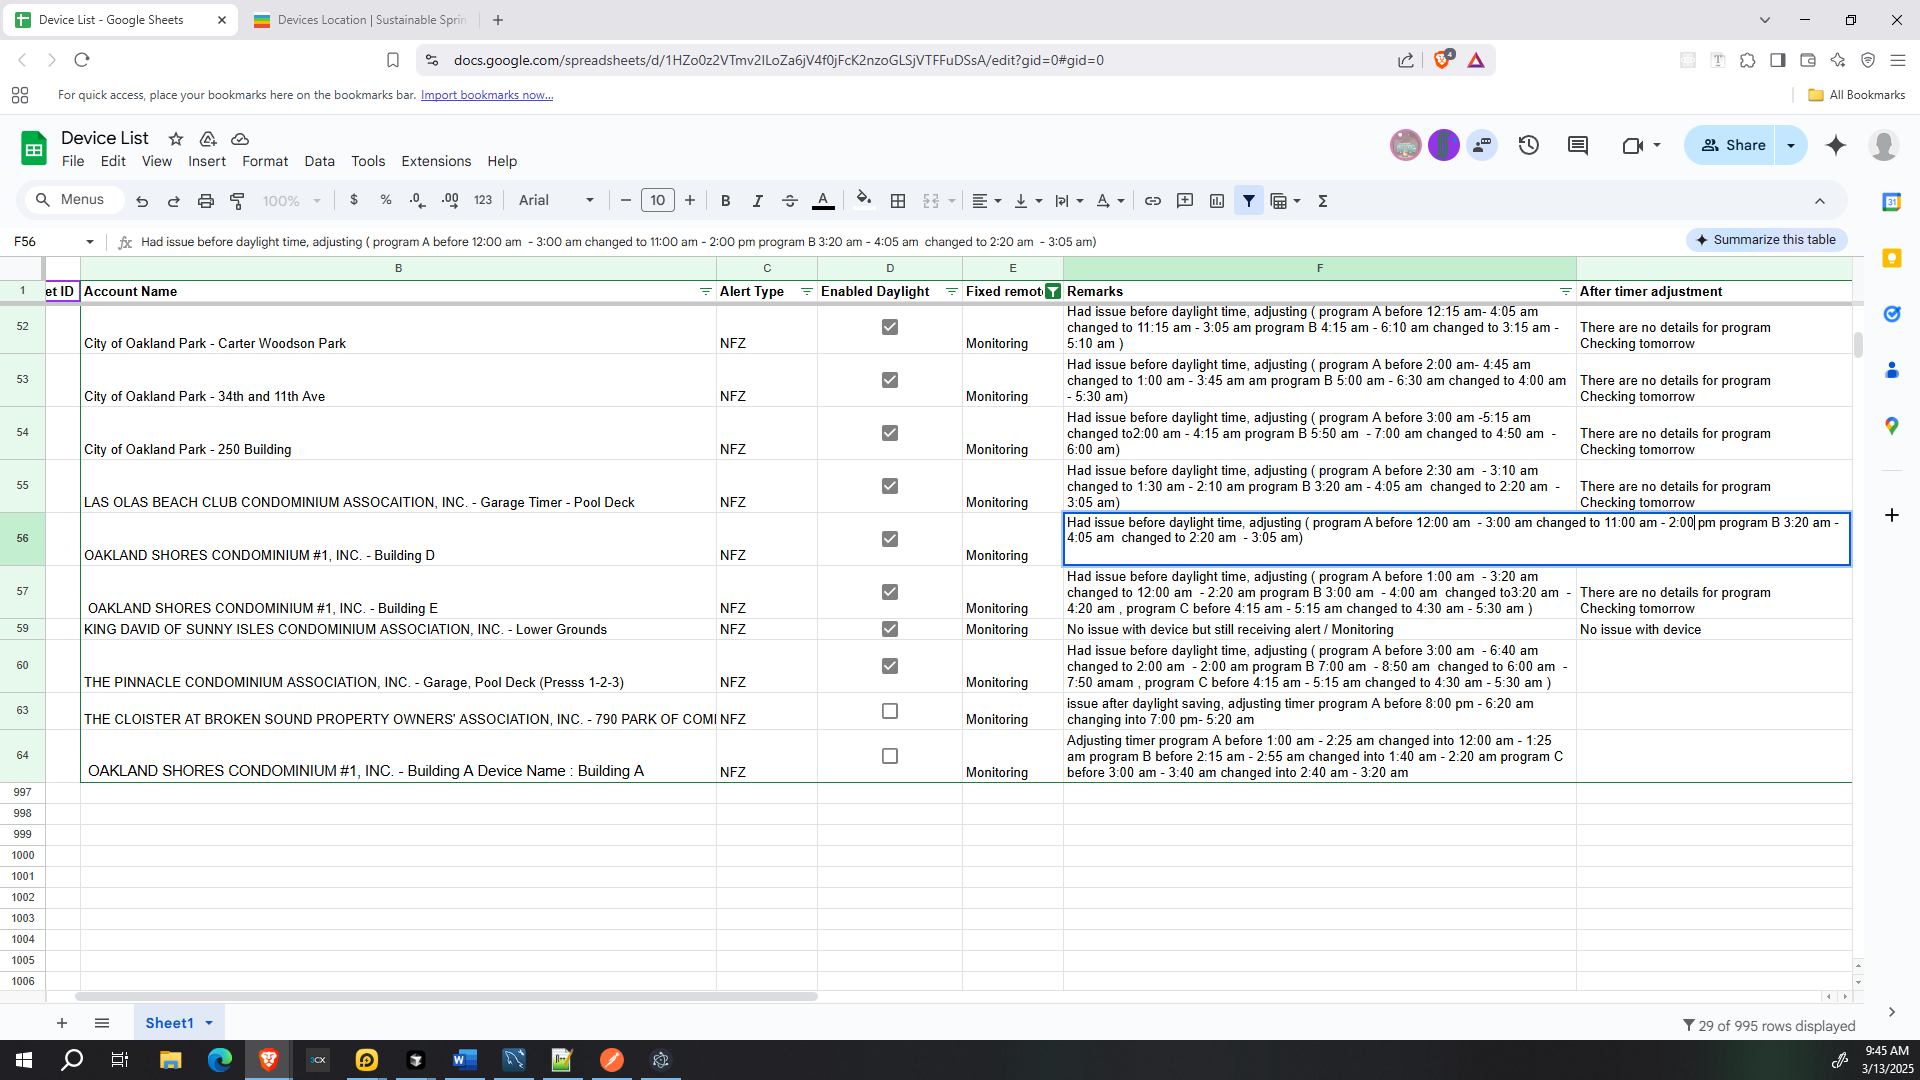 Device List - Google Sheets
Devices Location | Sustainable Sprin
docs.google.com/spreadsheets/d/1HZo0z2VTmv2ILoZa6jV4f0jFcK2nzoGLSjVTFFuDSsA/edit?gid=0#gid=0
4
For quick access, place your bookmarks here on the bookmarks bar. Import bookmarks now...
All Bookmarks
Device List
File Edit View Insert Format Data Tools Extensions Help
Share
Menus 100% $ % .0 .00 123 Arial 10 B I A
31
F56 fx Had issue before daylight time, adjusting ( program A before 12:00 am - 3:00 am changed to 11:00 am - 2:00 pm program B 3:20 am - 4:05 am changed to 2:20 am - 3:05 am)
Summarize this table
B C D E F
1 et ID Account Name Alert Type Enabled Daylight Fixed remot Remarks After timer adjustment
52 City of Oakland Park - Carter Woodson Park NFZ Monitoring
Had issue before daylight time, adjusting ( program A before 12:15 am- 4:05 am
changed to 11:15 am - 3:05 am program B 4:15 am - 6:10 am changed to 3:15 am -
5:10 am )
There are no details for program
Checking tomorrow
53 City of Oakland Park - 34th and 11th Ave NFZ Monitoring
Had issue before daylight time, adjusting ( program A before 2:00 am- 4:45 am
changed to 1:00 am - 3:45 am am program B 5:00 am - 6:30 am changed to 4:00 am
- 5:30 am)
There are no details for program
Checking tomorrow
54 City of Oakland Park - 250 Building NFZ Monitoring
Had issue before daylight time, adjusting ( program A before 3:00 am -5:15 am
changed to2:00 am - 4:15 am program B 5:50 am - 7:00 am changed to 4:50 am -
6:00 am)
There are no details for program
Checking tomorrow
55 LAS OLAS BEACH CLUB CONDOMINIUM ASSOCAITION, INC. - Garage Timer - Pool Deck NFZ Monitoring
Had issue before daylight time, adjusting ( program A before 2:30 am - 3:10 am
changed to 1:30 am - 2:10 am program B 3:20 am - 4:05 am changed to 2:20 am -
3:05 am)
There are no details for program
Checking tomorrow
56 OAKLAND SHORES CONDOMINIUM #1, INC. - Building D NFZ Monitoring
Had issue before daylight time, adjusting ( program A before 12:00 am - 3:00 am changed to 11:00 am - 2:00 pm program B 3:20 am -
4:05 am changed to 2:20 am - 3:05 am)
57 OAKLAND SHORES CONDOMINIUM #1, INC. - Building E NFZ Monitoring
Had issue before daylight time, adjusting ( program A before 1:00 am - 3:20 am
changed to 12:00 am - 2:20 am program B 3:00 am - 4:00 am changed to3:20 am -
4:20 am , program C before 4:15 am - 5:15 am changed to 4:30 am - 5:30 am )
There are no details for program
Checking tomorrow
59 KING DAVID OF SUNNY ISLES CONDOMINIUM ASSOCIATION, INC. - Lower Grounds NFZ Monitoring No issue with device but still receiving alert / Monitoring No issue with device
60 THE PINNACLE CONDOMINIUM ASSOCIATION, INC. - Garage, Pool Deck (Presss 1-2-3) NFZ Monitoring
Had issue before daylight time, adjusting ( program A before 3:00 am - 6:40 am
changed to 2:00 am - 2:00 am program B 7:00 am - 8:50 am changed to6:00 am -
7:50 amam , program C before 4:15 am - 5:15 am changed to 4:30 am - 5:30 am )
63 THE CLOISTER AT BROKEN SOUND PROPERTY OWNERS' ASSOCIATION, INC. - 790 PARK OF COM NFZ Monitoring
issue after daylight saving, adjusting timer program A before 8:00 pm - 6:20 am
changing into 7:00 pm- 5:20 am
64 OAKLAND SHORES CONDOMINIUM #1, INC. - Building A Device Name : Building A NFZ Monitoring
Adjusting timer program A before 1:00 am - 2:25 am changed into 12:00 am - 1:25
am program B before 2:15 am - 2:55 am changed into 1:40 am - 2:20 am program C
before 3:00 am - 3:40 am changed into 2:40 am - 3:20 am
997
998
999
1000
1001
1002
1003
1004
1005
1006
Sheet1
29 of 995 rows displayed
3CX
9:45 AM
3/13/2025